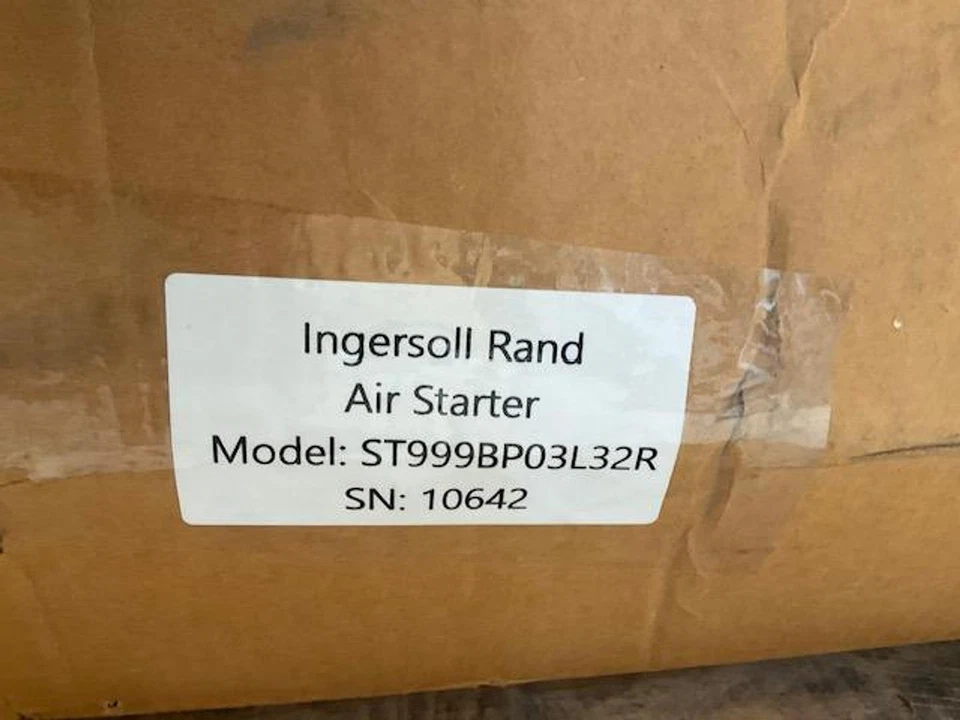 Ingersoll Rand
Air Starter
Model: ST999BP03L32R
SN: 10642